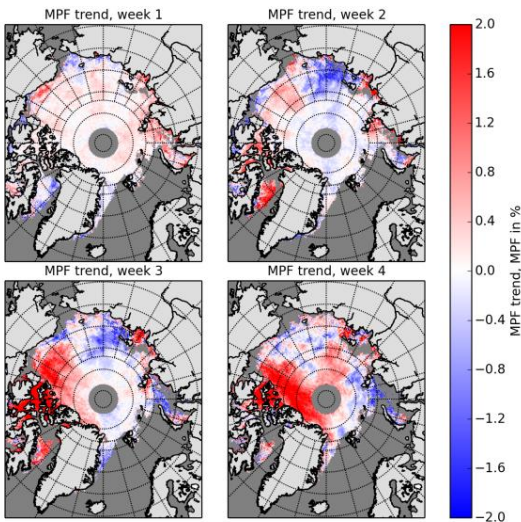 MPF trend, week 1
MPF trend, week 2
MPF trend, week 3
MPF trend, week 4
2.0
1.6
1.2
0.8
0.4
0.0
−0.4
−0.8
−1.2
−1.6
−2.0
MPF trend, MPF in %